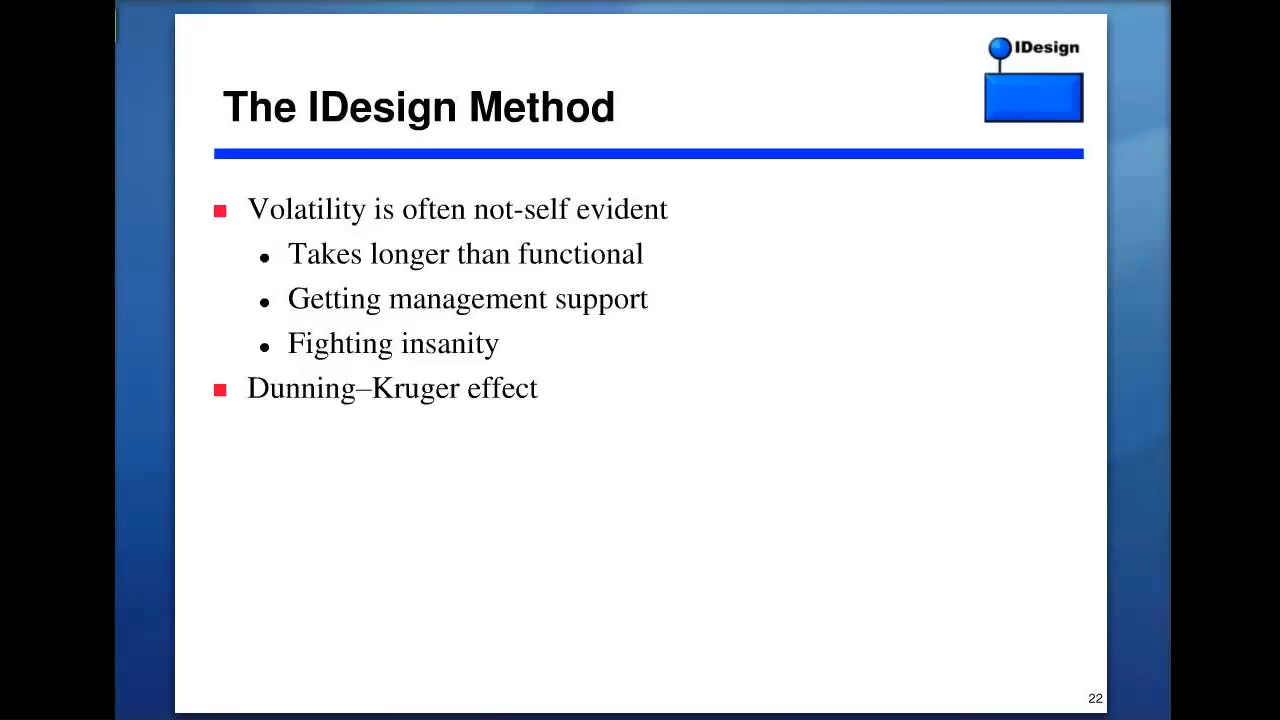 IDesign
The IDesign Method
Volatility is often not-self evident
Takes longer than functional
Getting management support
Fighting insanity
Dunning–Kruger effect
22